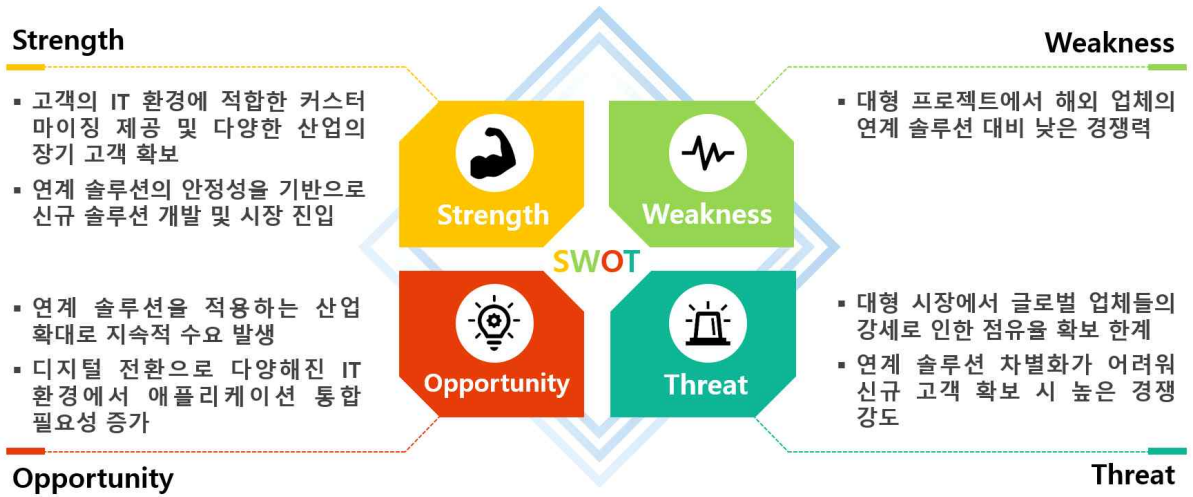 Strength
▪ 고객의 IT 환경에 적합한 커스터
마이징 제공 및 다양한 산업의
장기 고객 확보
▪ 연계 솔루션의 안정성을 기반으로
신규 솔루션 개발 및 시장 진입
Weakness
▪ 대형 프로젝트에서 해외 업체의
연계 솔루션 대비 낮은 경쟁력
Strength
Weakness
SWOT
Opportunity
Threat
▪ 연계 솔루션을 적용하는 산업
확대로 지속적 수요 발생
▪ 디지털 전환으로 다양해진 IT
환경에서 애플리케이션 통합
필요성 증가
Opportunity
▪ 대형 시장에서 글로벌 업체들의
강세로 인한 점유율 확보 한계
▪ 연계 솔루션 차별화가 어려워
신규 고객 확보 시 높은 경쟁
강도
Threat